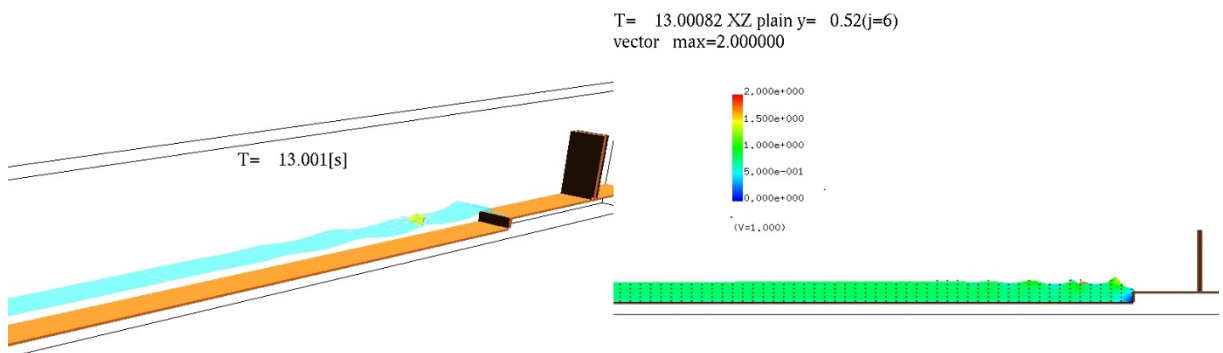 T= 13.001[s]
T= 13.00082 XZ plain y= 0.52(j=6)
vector max=2.000000
2.000e+000
1.500e+000
1.000e+000
5.000e-001
0.000e+000
(V=1.000)